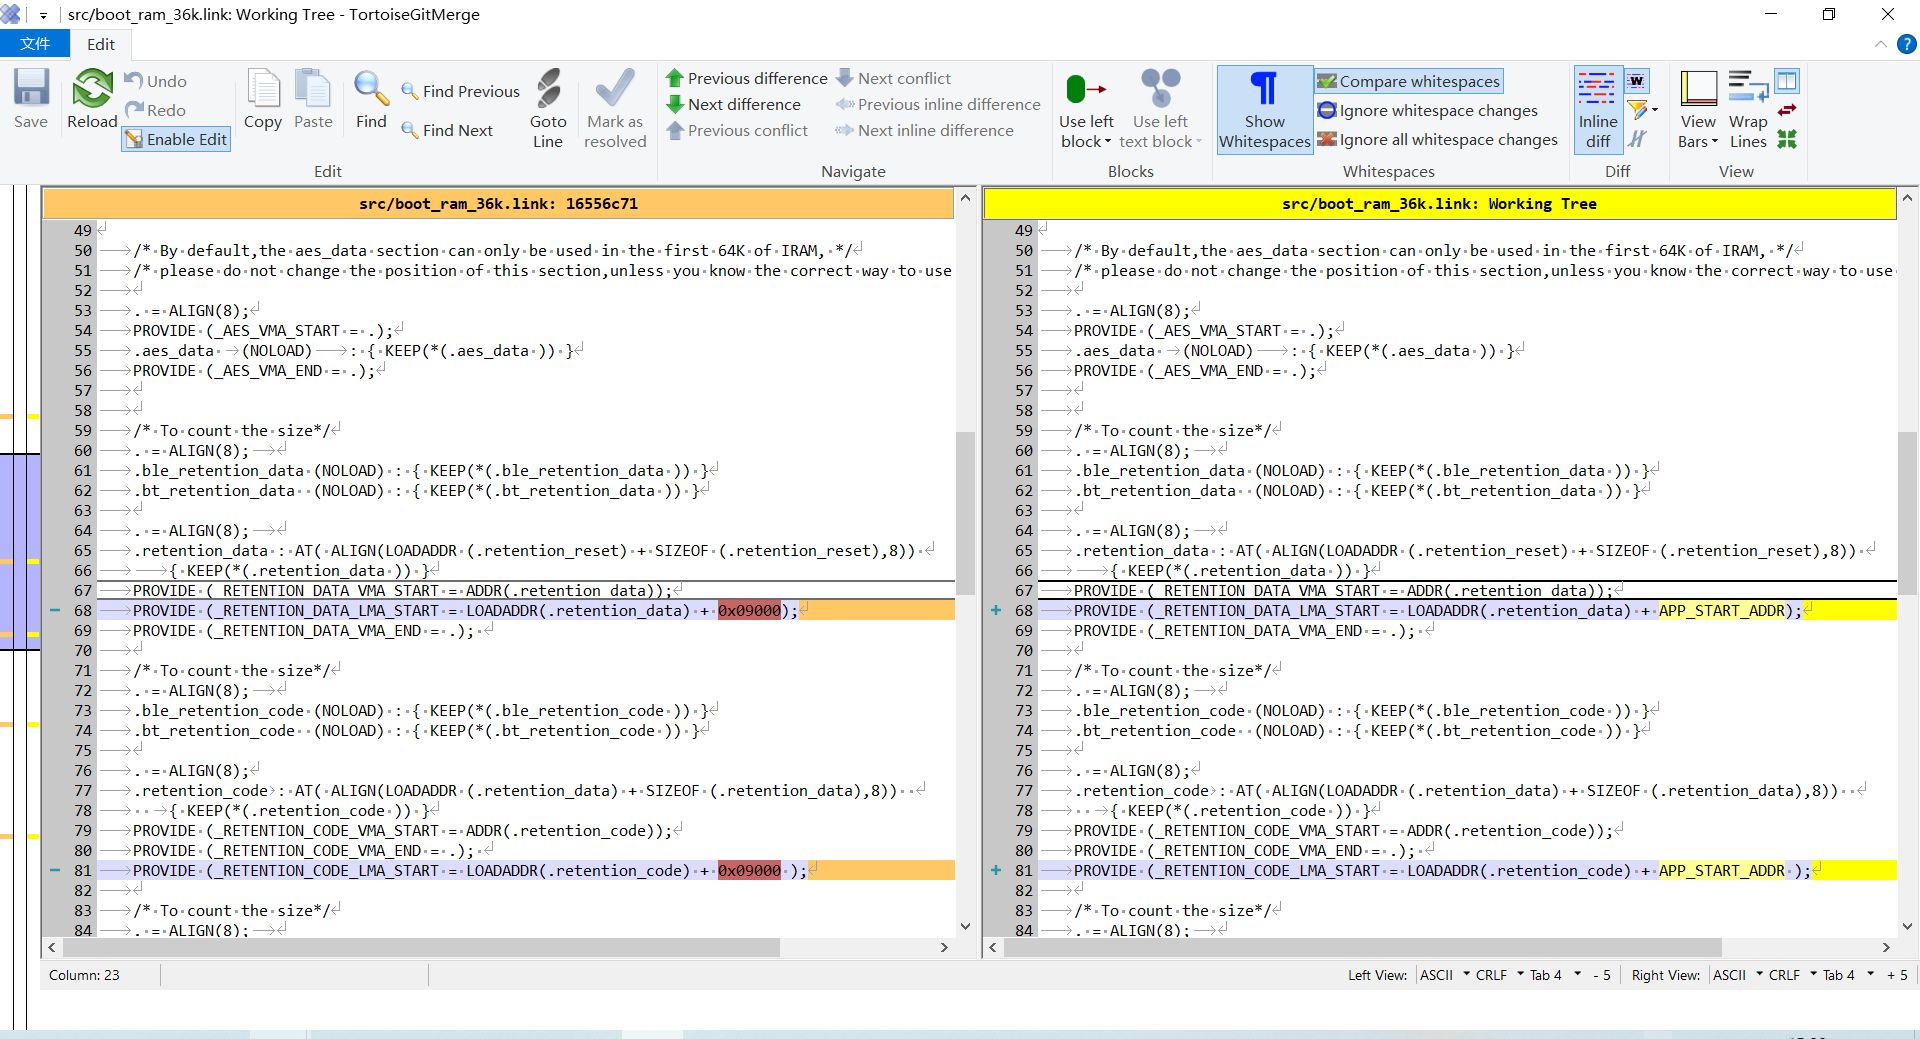 src/boot_ram_36k.link: Working Tree - TortoiseGitMerge
文件 Edit
Save
Reload
Undo
Redo
Enable Edit
Copy
Paste
Find
Find Previous
Find Next
Goto Line
Mark as resolved
Edit
Previous difference
Next difference
Previous conflict
Next conflict
Previous inline difference
Next inline difference
Navigate
Use left block
Use left text block
Blocks
Show Whitespaces
Compare whitespaces
Ignore whitespace changes
Ignore all whitespace changes
Whitespaces
Inline diff
Diff
View Bars
Wrap Lines
View
src/boot_ram_36k.link: 16556c71
49
50 /* By default,the aes_data section can only be used in the first 64K of IRAM, */
51 /* please do not change the position of this section,unless you know the correct way to use
52
53 . = ALIGN(8);
54 PROVIDE (_AES_VMA_START = .);
55 .aes_data (NOLOAD) : { KEEP(*(.aes_data )) }
56 PROVIDE (_AES_VMA_END = .);
57
58
59 /* To count the size*/
60 . = ALIGN(8);
61 .ble_retention_data (NOLOAD) : { KEEP(*(.ble_retention_data )) }
62 .bt_retention_data (NOLOAD) : { KEEP(*(.bt_retention_data )) }
63
64 . = ALIGN(8);
65 .retention_data : AT( ALIGN(LOADADDR (.retention_reset) + SIZEOF (.retention_reset),8))
66 { KEEP(*(.retention_data )) }
67 PROVIDE (_RETENTION_DATA_VMA_START = ADDR(.retention_data));
68 PROVIDE (_RETENTION_DATA_LMA_START = LOADADDR(.retention_data) + 0x09000);
69 PROVIDE (_RETENTION_DATA_VMA_END = .);
70
71 /* To count the size*/
72 . = ALIGN(8);
73 .ble_retention_code (NOLOAD) : { KEEP(*(.ble_retention_code )) }
74 .bt_retention_code (NOLOAD) : { KEEP(*(.bt_retention_code )) }
75
76 . = ALIGN(8);
77 .retention_code : AT( ALIGN(LOADADDR (.retention_data) + SIZEOF (.retention_data),8))
78 { KEEP(*(.retention_code )) }
79 PROVIDE (_RETENTION_CODE_VMA_START = ADDR(.retention_code));
80 PROVIDE (_RETENTION_CODE_VMA_END = .);
81 PROVIDE (_RETENTION_CODE_LMA_START = LOADADDR(.retention_code) + 0x09000 );
82
83 /* To count the size*/
84 . = ALIGN(8);
src/boot_ram_36k.link: Working Tree
49
50 /* By default,the aes_data section can only be used in the first 64K of IRAM, */
51 /* please do not change the position of this section,unless you know the correct way to use
52
53 . = ALIGN(8);
54 PROVIDE (_AES_VMA_START = .);
55 .aes_data (NOLOAD) : { KEEP(*(.aes_data )) }
56 PROVIDE (_AES_VMA_END = .);
57
58
59 /* To count the size*/
60 . = ALIGN(8);
61 .ble_retention_data (NOLOAD) : { KEEP(*(.ble_retention_data )) }
62 .bt_retention_data (NOLOAD) : { KEEP(*(.bt_retention_data )) }
63
64 . = ALIGN(8);
65 .retention_data : AT( ALIGN(LOADADDR (.retention_reset) + SIZEOF (.retention_reset),8))
66 { KEEP(*(.retention_data )) }
67 PROVIDE (_RETENTION_DATA_VMA_START = ADDR(.retention_data));
68 PROVIDE (_RETENTION_DATA_LMA_START = LOADADDR(.retention_data) + APP_START_ADDR);
69 PROVIDE (_RETENTION_DATA_VMA_END = .);
70
71 /* To count the size*/
72 . = ALIGN(8);
73 .ble_retention_code (NOLOAD) : { KEEP(*(.ble_retention_code )) }
74 .bt_retention_code (NOLOAD) : { KEEP(*(.bt_retention_code )) }
75
76 . = ALIGN(8);
77 .retention_code : AT( ALIGN(LOADADDR (.retention_data) + SIZEOF (.retention_data),8))
78 { KEEP(*(.retention_code )) }
79 PROVIDE (_RETENTION_CODE_VMA_START = ADDR(.retention_code));
80 PROVIDE (_RETENTION_CODE_VMA_END = .);
81 PROVIDE (_RETENTION_CODE_LMA_START = LOADADDR(.retention_code) + APP_START_ADDR );
82
83 /* To count the size*/
84 . = ALIGN(8);
Column: 23
Left View: ASCII CRLF Tab 4 - 5 Right View: ASCII CRLF Tab 4 + 5